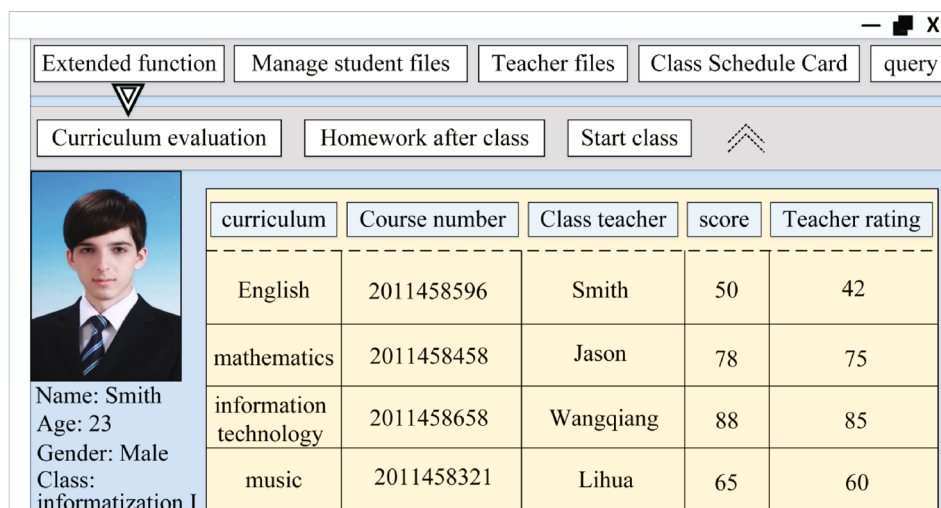 X
Extended function Manage student files Teacher files Class Schedule Card query
Curriculum evaluation Homework after class Start class
curriculum Course number Class teacher score Teacher rating
English 2011458596 Smith 50 42
mathematics 2011458458 Jason 78 75
information
technology 2011458658 Wangqiang 88 85
music 2011458321 Lihua 65 60
Name: Smith
Age: 23
Gender: Male
Class:
informatization I